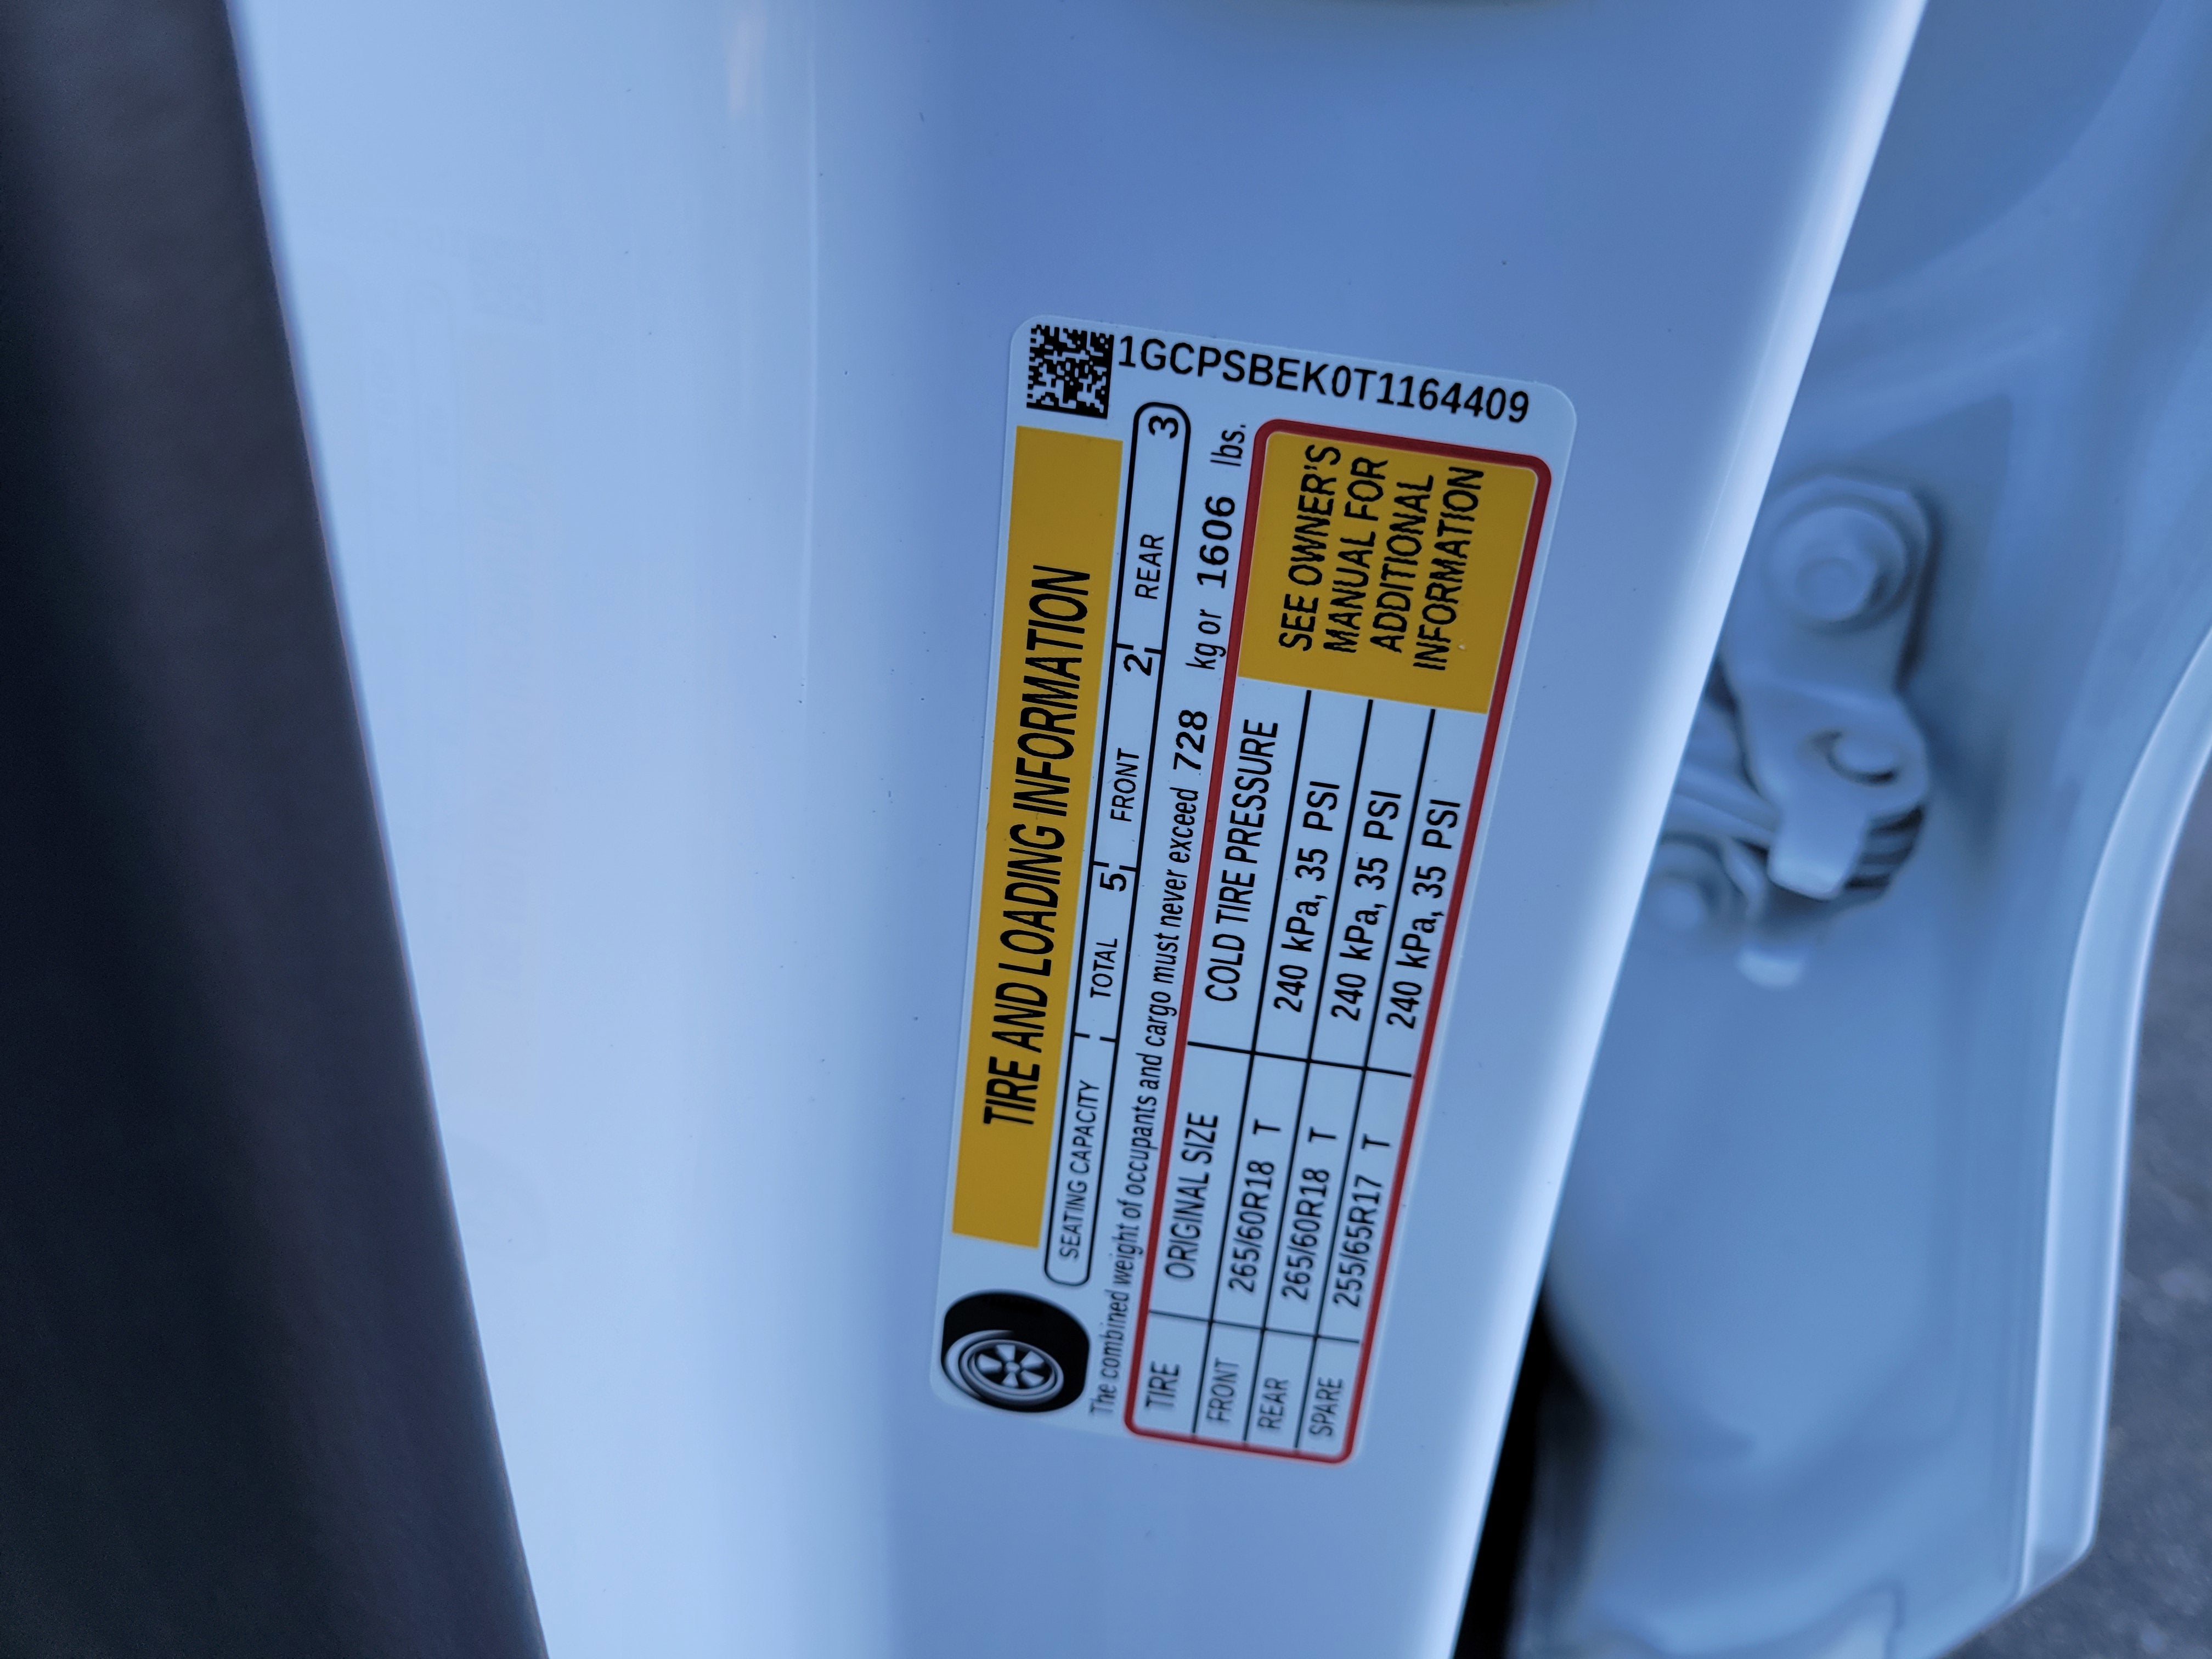 1GCPSBEK0T1164409
TIRE AND LOADING INFORMATION
SEATING CAPACITY TOTAL 5 FRONT 2 REAR 3
The combined weight of occupants and cargo must never exceed 728 kg or 1606 lbs.
TIRE ORIGINAL SIZE COLD TIRE PRESSURE
FRONT 265/60R18 T 240 kPa, 35 PSI
REAR 265/60R18 T 240 kPa, 35 PSI
SPARE 255/65R17 T 240 kPa, 35 PSI
SEE OWNER'S
MANUAL FOR
ADDITIONAL
INFORMATION